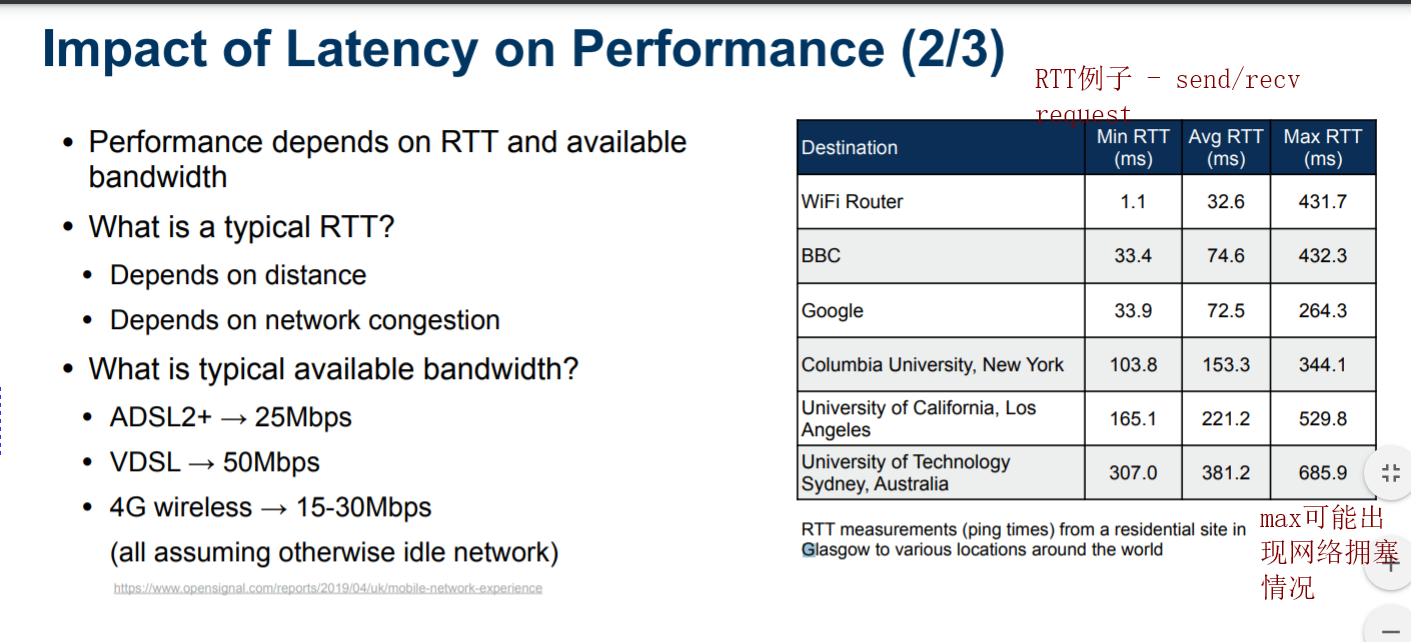 Impact of Latency on Performance (2/3)
RTT例子 - send/recv
request
• Performance depends on RTT and available
bandwidth
• What is a typical RTT?
• Depends on distance
• Depends on network congestion
• What is typical available bandwidth?
• ADSL2+ → 25Mbps
• VDSL → 50Mbps
• 4G wireless → 15-30Mbps
(all assuming otherwise idle network)
https://www.opensignal.com/reports/2019/04/uk/mobile-network-experience
Destination Min RTT (ms) Avg RTT (ms) Max RTT (ms)
WiFi Router 1.1 32.6 431.7
BBC 33.4 74.6 432.3
Google 33.9 72.5 264.3
Columbia University, New York 103.8 153.3 344.1
University of California, Los
Angeles 165.1 221.2 529.8
University of Technology
Sydney, Australia 307.0 381.2 685.9
RTT measurements (ping times) from a residential site in
Glasgow to various locations around the world
max可能出
现网络拥塞
情况